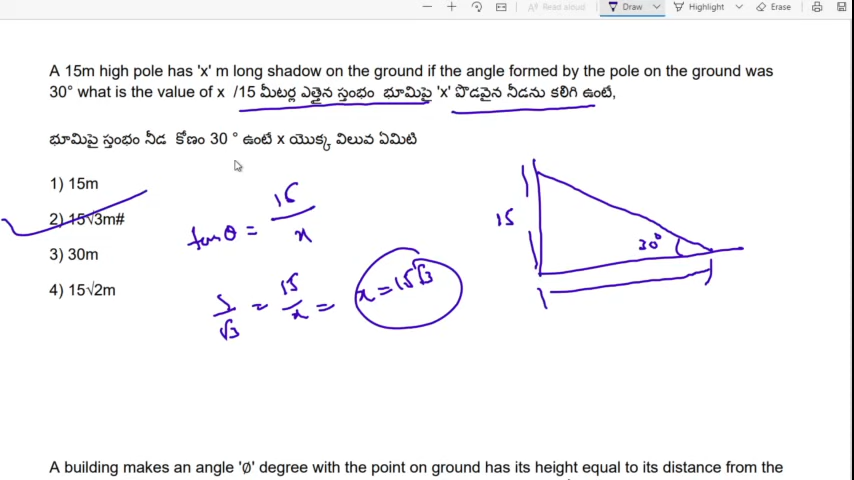 Read aloud Draw Highlight Erase
A 15m high pole has 'x' m long shadow on the ground if the angle formed by the pole on the ground was
30° what is the value of x /15 మీటర్ల ఎత్తైన స్తంభం భూమిపై 'x' పొడవైన నీడను కలిగి ఉంటే,
భూమిపై స్తంభం నీడ కోణం 30 ° ఉంటే x యొక్క విలువ ఏమిటి
1) 15m
2) 15√3m#
3) 30m
4) 15√2m
tanθ = 15/x
1/√3 = 15/x = x = 15√3
15
30°
A building makes an angle 'Ø' degree with the point on ground has its height equal to its distance from the